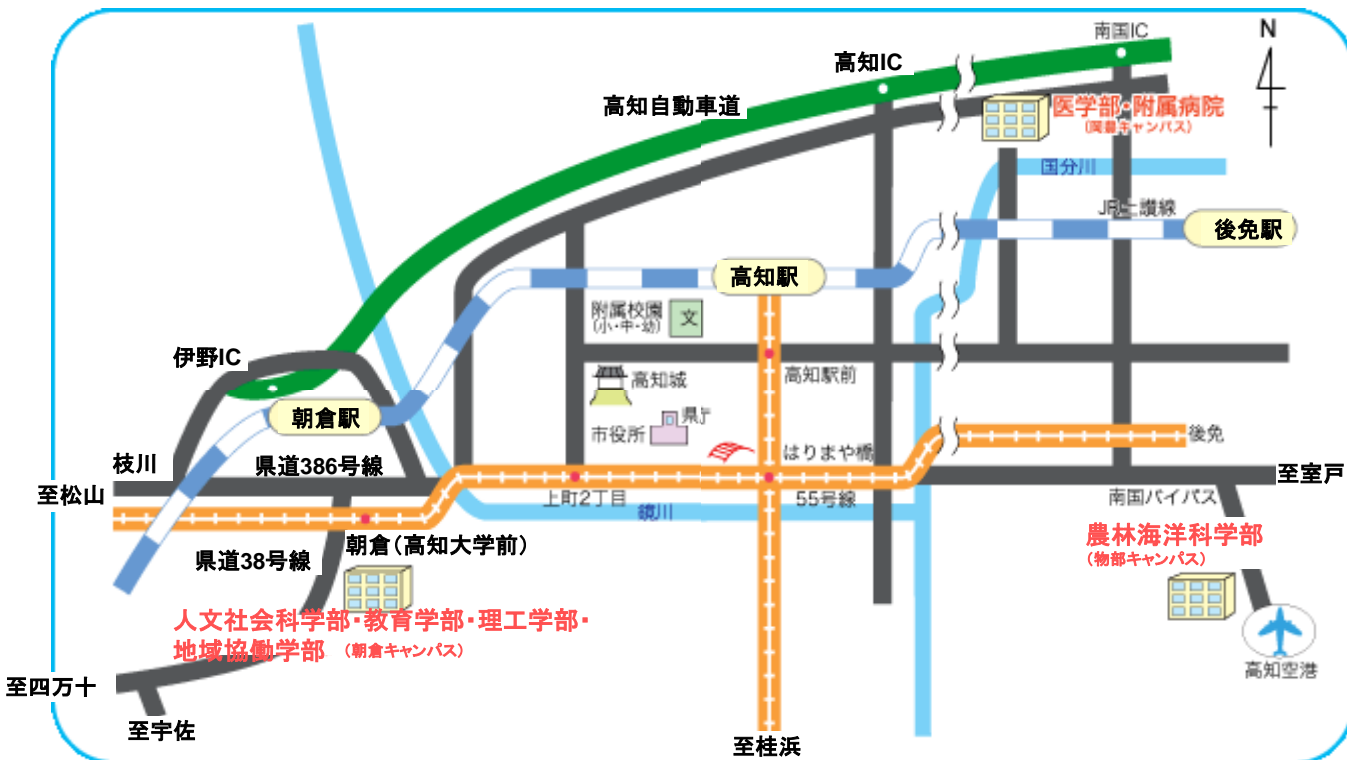 南国IC
N
高知IC
高知自動車道
医学部・附属病院
(岡豊キャンパス)
国分川
JR土讃線
後免駅
高知駅
附属校園
(小・中・幼)
文
伊野IC
高知城
高知駅前
朝倉駅
県庁
市役所
はりまや橋
後免
枝川
県道386号線
至松山
至室戸
上町2丁目
鏡川
55号線
南国バイパス
朝倉(高知大学前)
県道38号線
農林海洋科学部
(物部キャンパス)
人文社会科学部・教育学部・理工学部・
地域協働学部 (朝倉キャンパス)
高知空港
至四万十
至宇佐
至桂浜